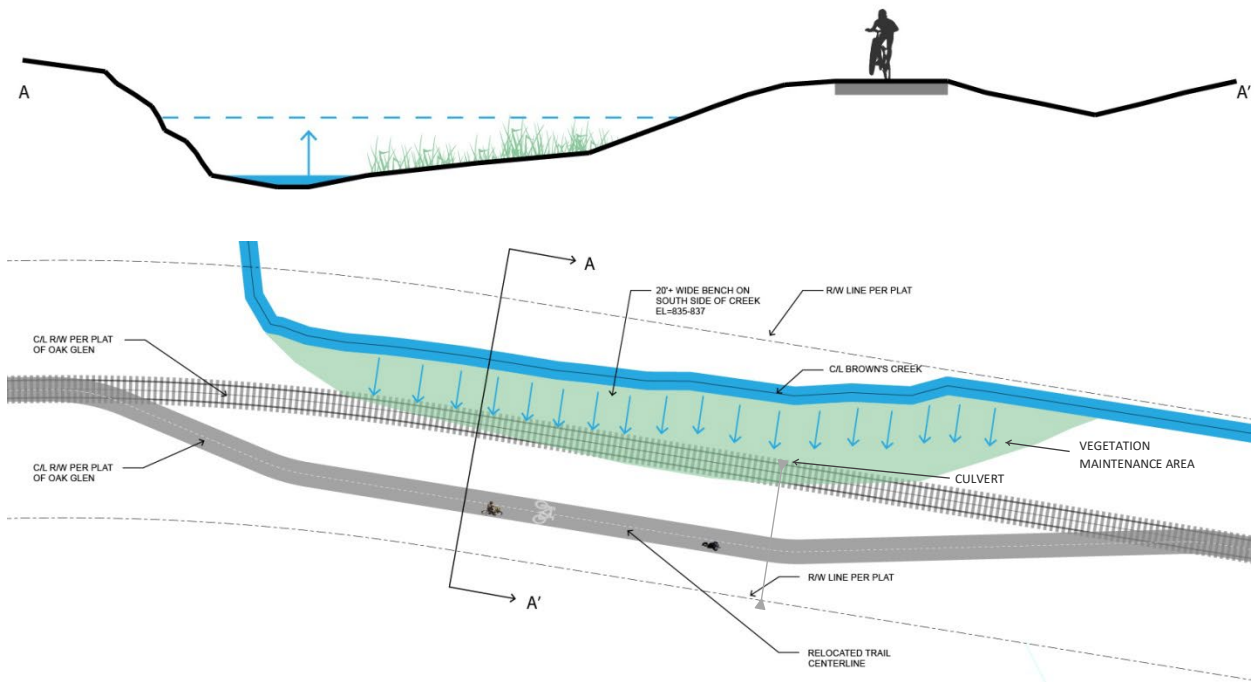 A
A'
A
20'+ WIDE BENCH ON
SOUTH SIDE OF CREEK
EL=835-837
R/W LINE PER PLAT
C/L R/W PER PLAT
OF OAK GLEN
C/L BROWN'S CREEK
C/L R/W PER PLAT
OF OAK GLEN
VEGETATION
MAINTENANCE AREA
CULVERT
R/W LINE PER PLAT
A'
RELOCATED TRAIL
CENTERLINE